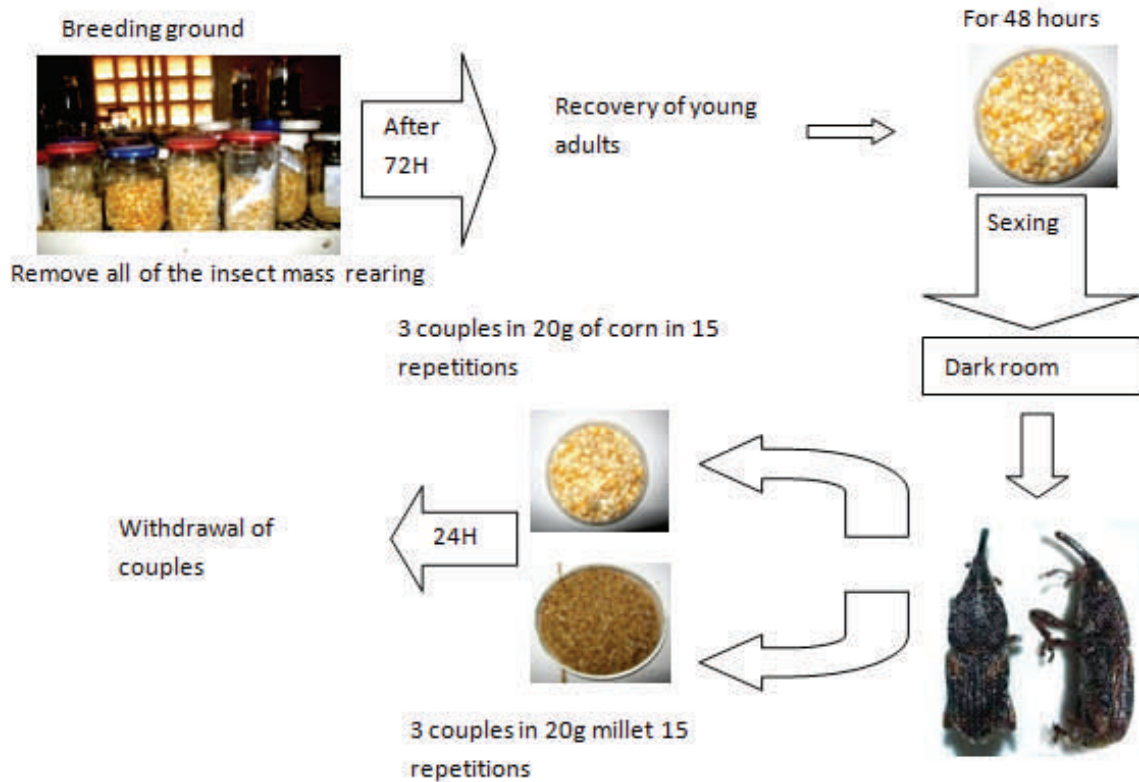 Breeding ground
For 48 hours
After
72H
Recovery of young
adults
Sexing
Remove all of the insect mass rearing
3 couples in 20g of corn in 15
repetitions
Dark room
24H
Withdrawal of
couples
3 couples in 20g millet 15
repetitions